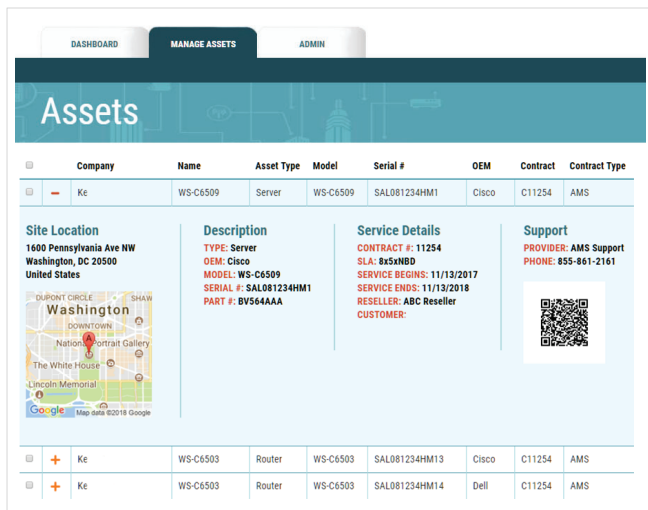 DASHBOARD MANAGE ASSETS ADMIN
Assets
Company Name Asset Type Model Serial # OEM Contract Contract Type
Ke WS-C6509 Server WS-C6509 SAL081234HM1 Cisco C11254 AMS
Site Location
1600 Pennsylvania Ave NW
Washington, DC 20500
United States
DUPONT CIRCLE SHAW
Washington
DOWNTOWN
National Portrait Gallery
A
The White House
Lincoln Memorial
Google Map data ©2018 Google
Description
TYPE: Server
OEM: Cisco
MODEL: WS-C6509
SERIAL #: SAL081234HM1
PART #: BV564AAA
Service Details
CONTRACT #: 11254
SLA: 8x5xNBD
SERVICE BEGINS: 11/13/2017
SERVICE ENDS: 11/13/2018
RESELLER: ABC Reseller
CUSTOMER:
Support
PROVIDER: AMS Support
PHONE: 855-861-2161
Ke WS-C6503 Router WS-C6503 SAL081234HM13 Cisco C11254 AMS
Ke WS-C6503 Router WS-C6503 SAL081234HM14 Dell C11254 AMS